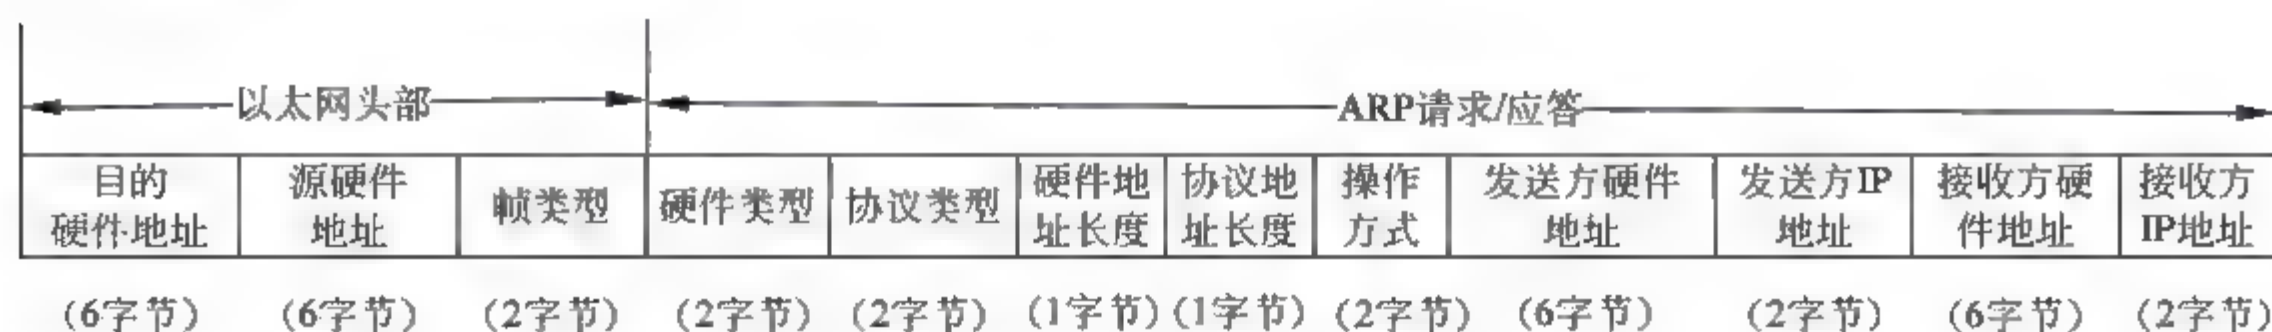 以太网头部 ARP请求/应答
目的硬件地址 源硬件地址 帧类型 硬件类型 协议类型 硬件地址长度 协议地址长度 操作方式 发送方硬件地址 发送方IP地址 接收方硬件地址 接收方IP地址
(6字节) (6字节) (2字节) (2字节) (2字节) (1字节) (1字节) (2字节) (6字节) (2字节) (6字节) (2字节)